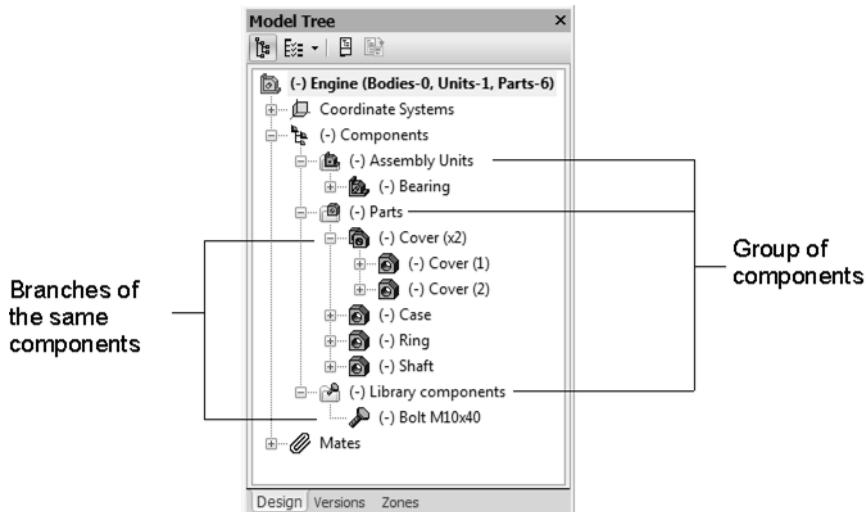 Model Tree
(-) Engine (Bodies-0, Units-1, Parts-6)
Coordinate Systems
(-) Components
(-) Assembly Units
(-) Bearing
(-) Parts
(-) Cover (x2)
(-) Cover (1)
(-) Cover (2)
(-) Case
(-) Ring
(-) Shaft
(-) Library components
(-) Bolt M10x40
Mates
Design Versions Zones
Branches of
the same
components
Group of
components